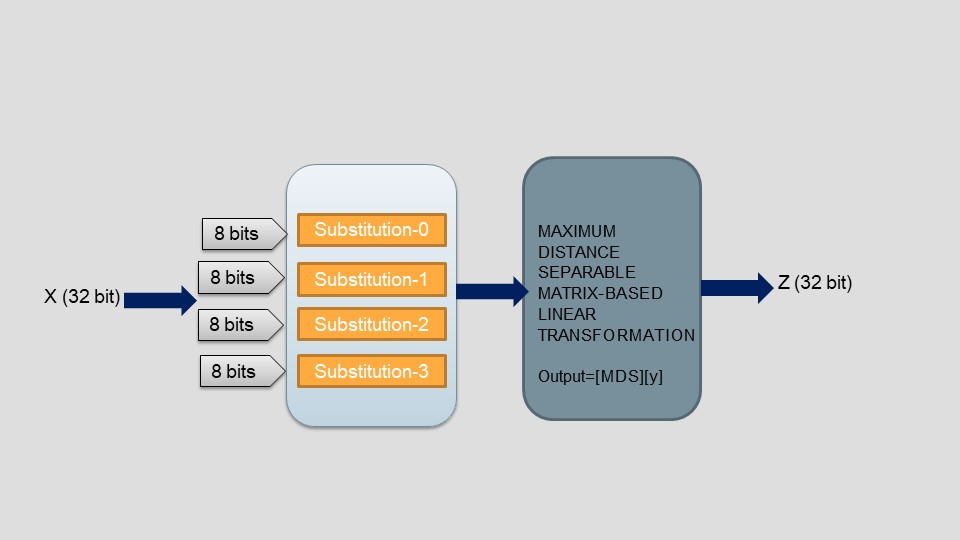 X (32 bit)
8 bits
8 bits
8 bits
8 bits
Substitution-0
Substitution-1
Substitution-2
Substitution-3
MAXIMUM
DISTANCE
SEPARABLE
MATRIX-BASED
LINEAR
TRANSFORMATION
Output=[MDS][y]
Z (32 bit)